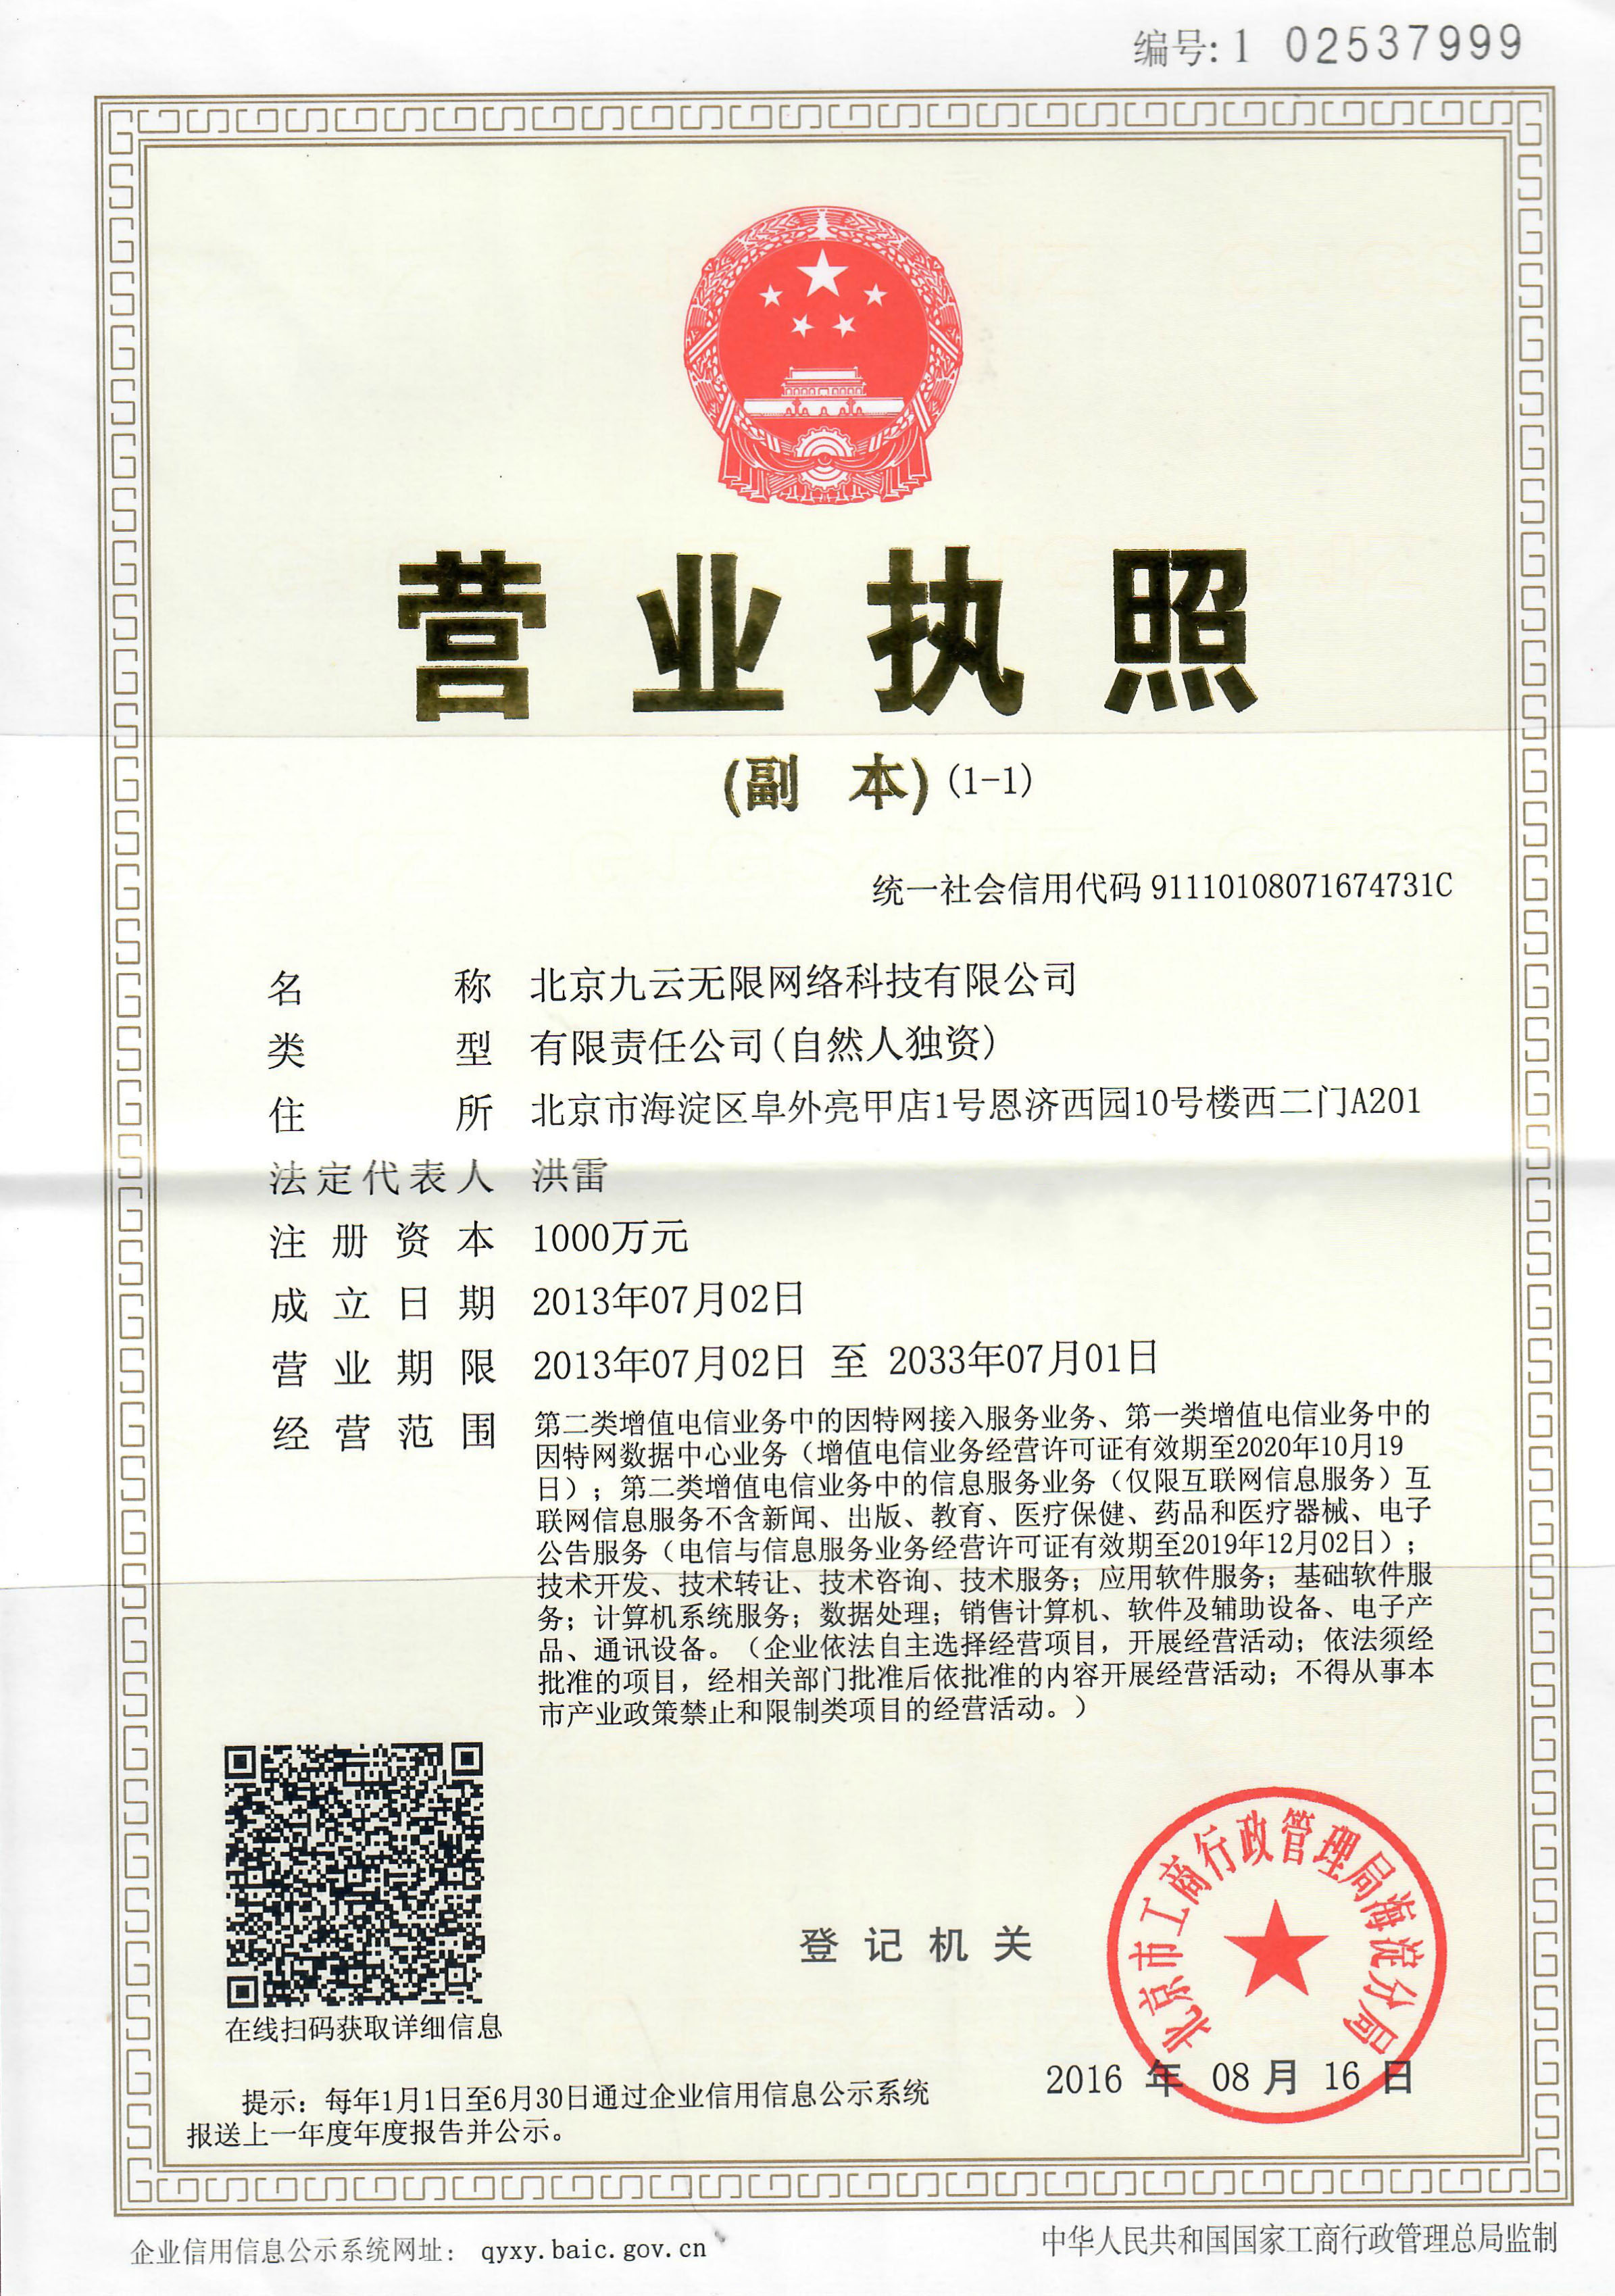 编号: 1 02537999
营业执照
(副 本) (1-1)
统一社会信用代码 91110108071674731C
名 称 北京九云无限网络科技有限公司
类 型 有限责任公司(自然人独资)
住 所 北京市海淀区阜外亮甲店1号恩济西园10号楼西二门A201
法定代表人 洪雷
注册资本 1000万元
成立日期 2013年07月02日
营业期限 2013年07月02日 至 2033年07月01日
经营范围 第二类增值电信业务中的因特网接入服务业务、第一类增值电信业务中的
因特网数据中心业务（增值电信业务经营许可证有效期至2020年10月19
日）；第二类增值电信业务中的信息服务业务（仅限互联网信息服务）互
联网信息服务不含新闻、出版、教育、医疗保健、药品和医疗器械、电子
公告服务（电信与信息服务业务经营许可证有效期至2019年12月02日）；
技术开发、技术转让、技术咨询、技术服务；应用软件服务；基础软件服
务；计算机系统服务；数据处理；销售计算机、软件及辅助设备、电子产
品、通讯设备。（企业依法自主选择经营项目，开展经营活动；依法须经
批准的项目，经相关部门批准后依批准的内容开展经营活动；不得从事本
市产业政策禁止和限制类项目的经营活动。）
在线扫码获取详细信息
登记机关
北京市工商行政管理局海淀分局
2016 年 08 月 16 日
提示：每年1月1日至6月30日通过企业信用信息公示系统
报送上一年度年度报告并公示。
企业信用信息公示系统网址： qyxy.baic.gov.cn
中华人民共和国国家工商行政管理总局监制